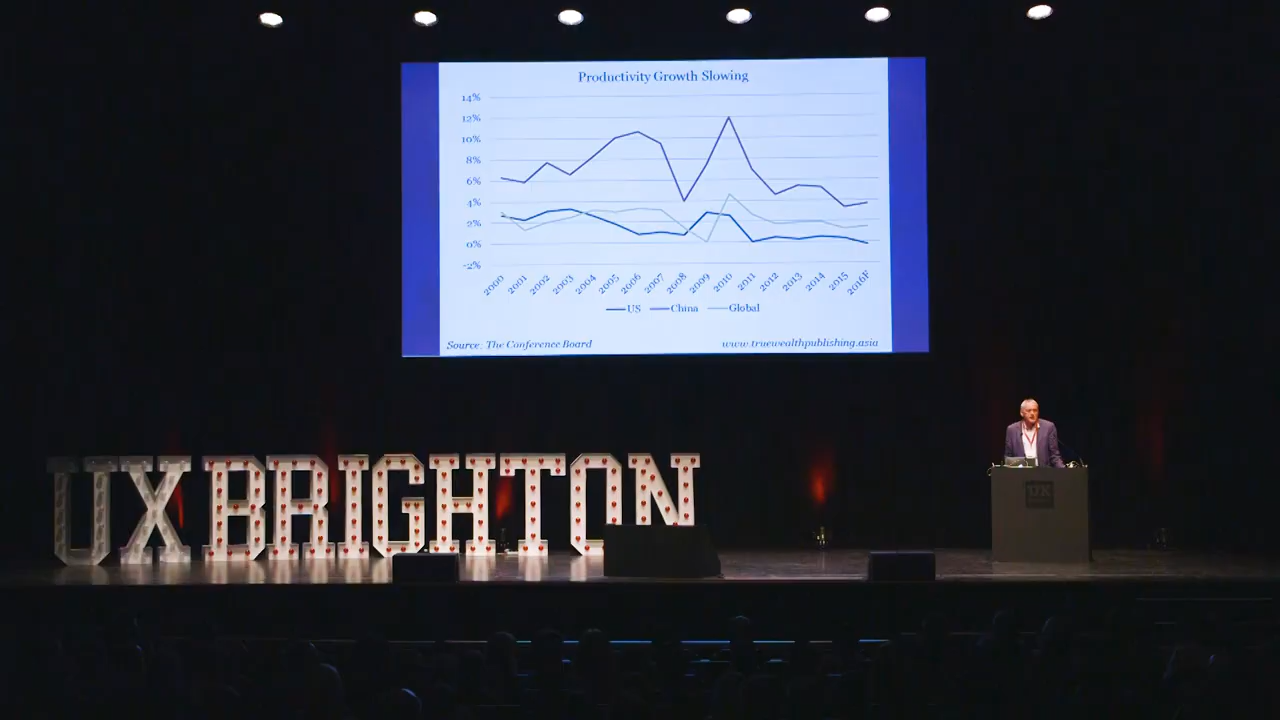 Productivity Growth Slowing
14%
12%
10%
8%
6%
4%
2%
0%
-2%
2000 2001 2002 2003 2004 2005 2006 2007 2008 2009 2010 2011 2012 2013 2014 2015 2016F
US China Global
Source: The Conference Board www.truewealthpublishing.asia
UX BRIGHTON
UX